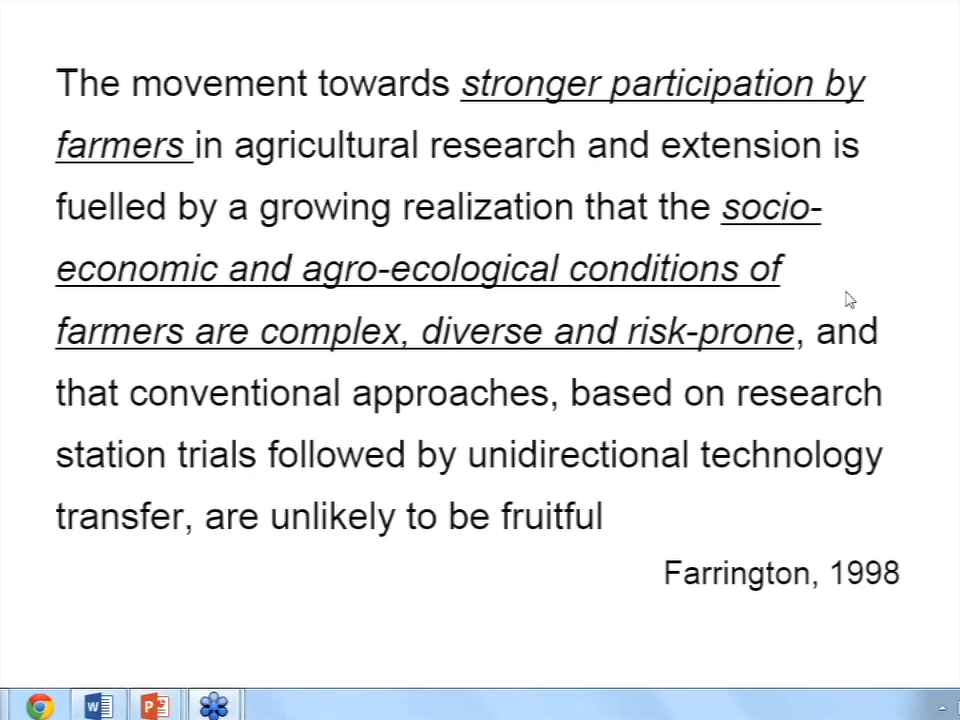 The movement towards stronger participation by
farmers in agricultural research and extension is
fuelled by a growing realization that the socio-
economic and agro-ecological conditions of
farmers are complex, diverse and risk-prone, and
that conventional approaches, based on research
station trials followed by unidirectional technology
transfer, are unlikely to be fruitful
Farrington, 1998